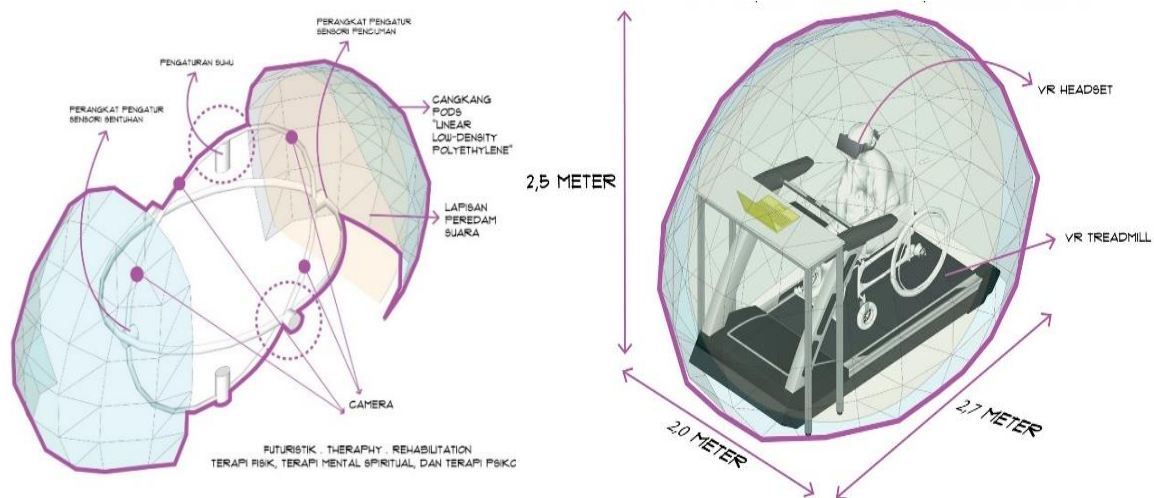 PERANGKAT PENGATUR
SENSORI PENCIUMAN
PENGATURAN SUHU
PERANGKAT PENGATUR
SENSORI SENTUHAN
CANGKANG
PODS
"LINEAR
LOW-DENSITY
POLYETHYLENE"
LAPISAN
PEREDAM
SUARA
CAMERA
FUTURISTIK . THERAPHY . REHABILITATION
TERAPI FISIK, TERAPI MENTAL SPIRITUAL, DAN TERAPI PSIKO
2,5 METER
VR HEADSET
VR TREADMILL
2,0 METER
2,7 METER